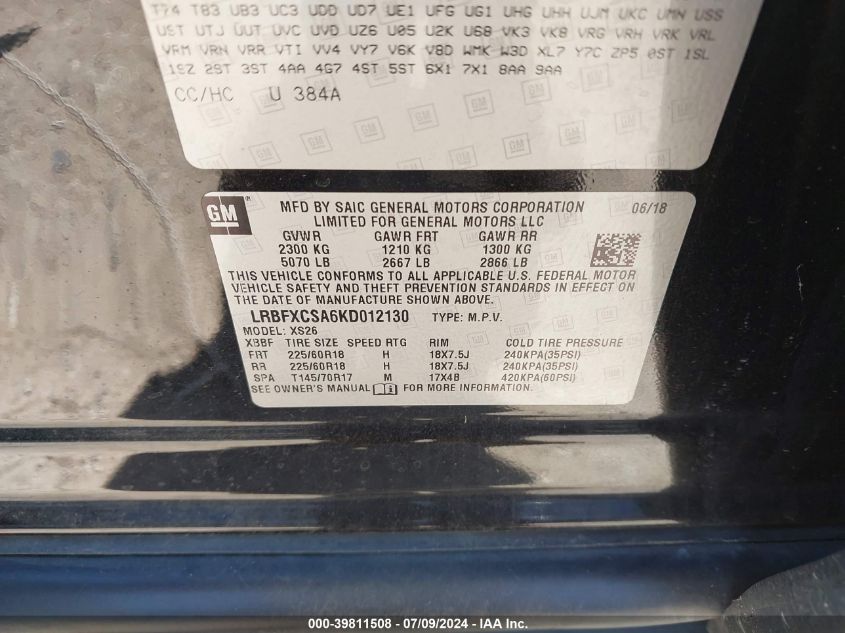 T74 T83 UB3 UC3 UDD UD7 UE1 UFG UG1 UHG UHH UJM UKC UMN USS
UST UTJ UUT UVC UVD UZ6 U05 U2K U68 VK3 VK8 VRG VRH VRK VRL
VRM VRN VRR VTI VV4 VY7 V6K V8D WMK W3D XL7 Y7C ZP5 0ST 1SL
1SZ 2ST 3ST 4AA 4G7 4ST 5ST 6X1 7X1 8AA 9AA
CC/HC U 384A
GM
MFD BY SAIC GENERAL MOTORS CORPORATION 06/18
LIMITED FOR GENERAL MOTORS LLC
GVWR GAWR FRT GAWR RR
2300 KG 1210 KG 1300 KG
5070 LB 2667 LB 2866 LB
THIS VEHICLE CONFORMS TO ALL APPLICABLE U.S. FEDERAL MOTOR
VEHICLE SAFETY AND THEFT PREVENTION STANDARDS IN EFFECT ON
THE DATE OF MANUFACTURE SHOWN ABOVE.
LRBFXCSA6KD012130 TYPE: M.P.V.
MODEL: XS26
XBBF TIRE SIZE SPEED RTG RIM COLD TIRE PRESSURE
FRT 225/60R18 H 18X7.5J 240KPA(35PSI)
RR 225/60R18 H 18X7.5J 240KPA(35PSI)
SPA T145/70R17 M 17X4B 420KPA(60PSI)
SEE OWNER'S MANUAL FOR MORE INFORMATION.
000-39811508 / 07/09/2024 / IAA Inc.